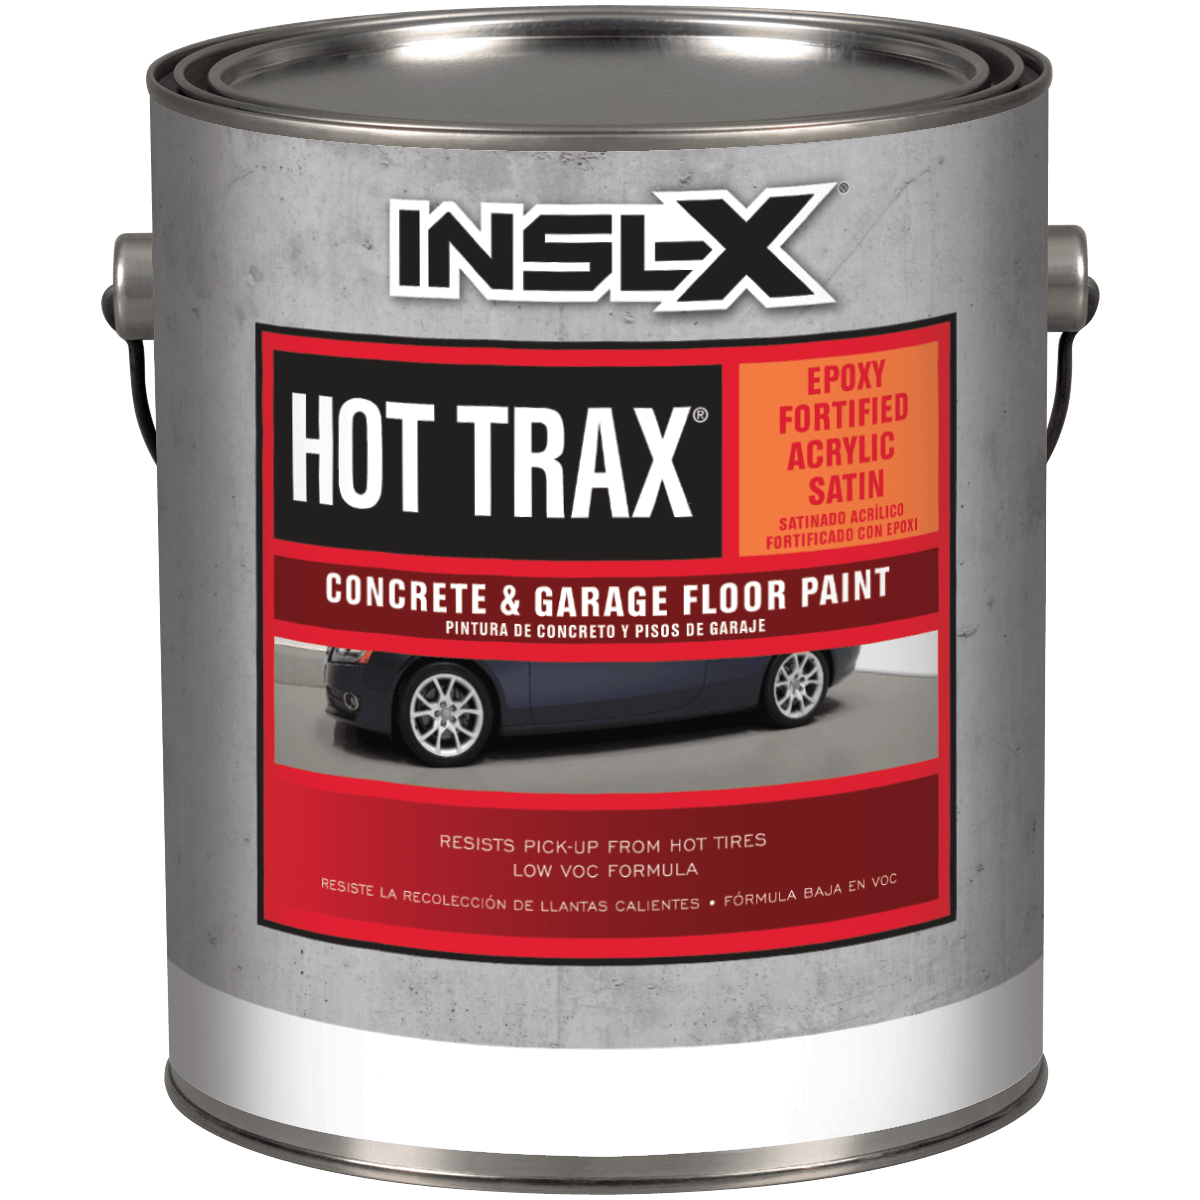 INSL-X®
HOT TRAX®
EPOXY
FORTIFIED
ACRYLIC
SATIN
SATINADO ACRÍLICO
FORTIFICADO CON EPOXI
CONCRETE & GARAGE FLOOR PAINT
PINTURA DE CONCRETO Y PISOS DE GARAJE
RESISTS PICK-UP FROM HOT TIRES
LOW VOC FORMULA
RESISTE LA RECOLECCIÓN DE LLANTAS CALIENTES • FÓRMULA BAJA EN VOC